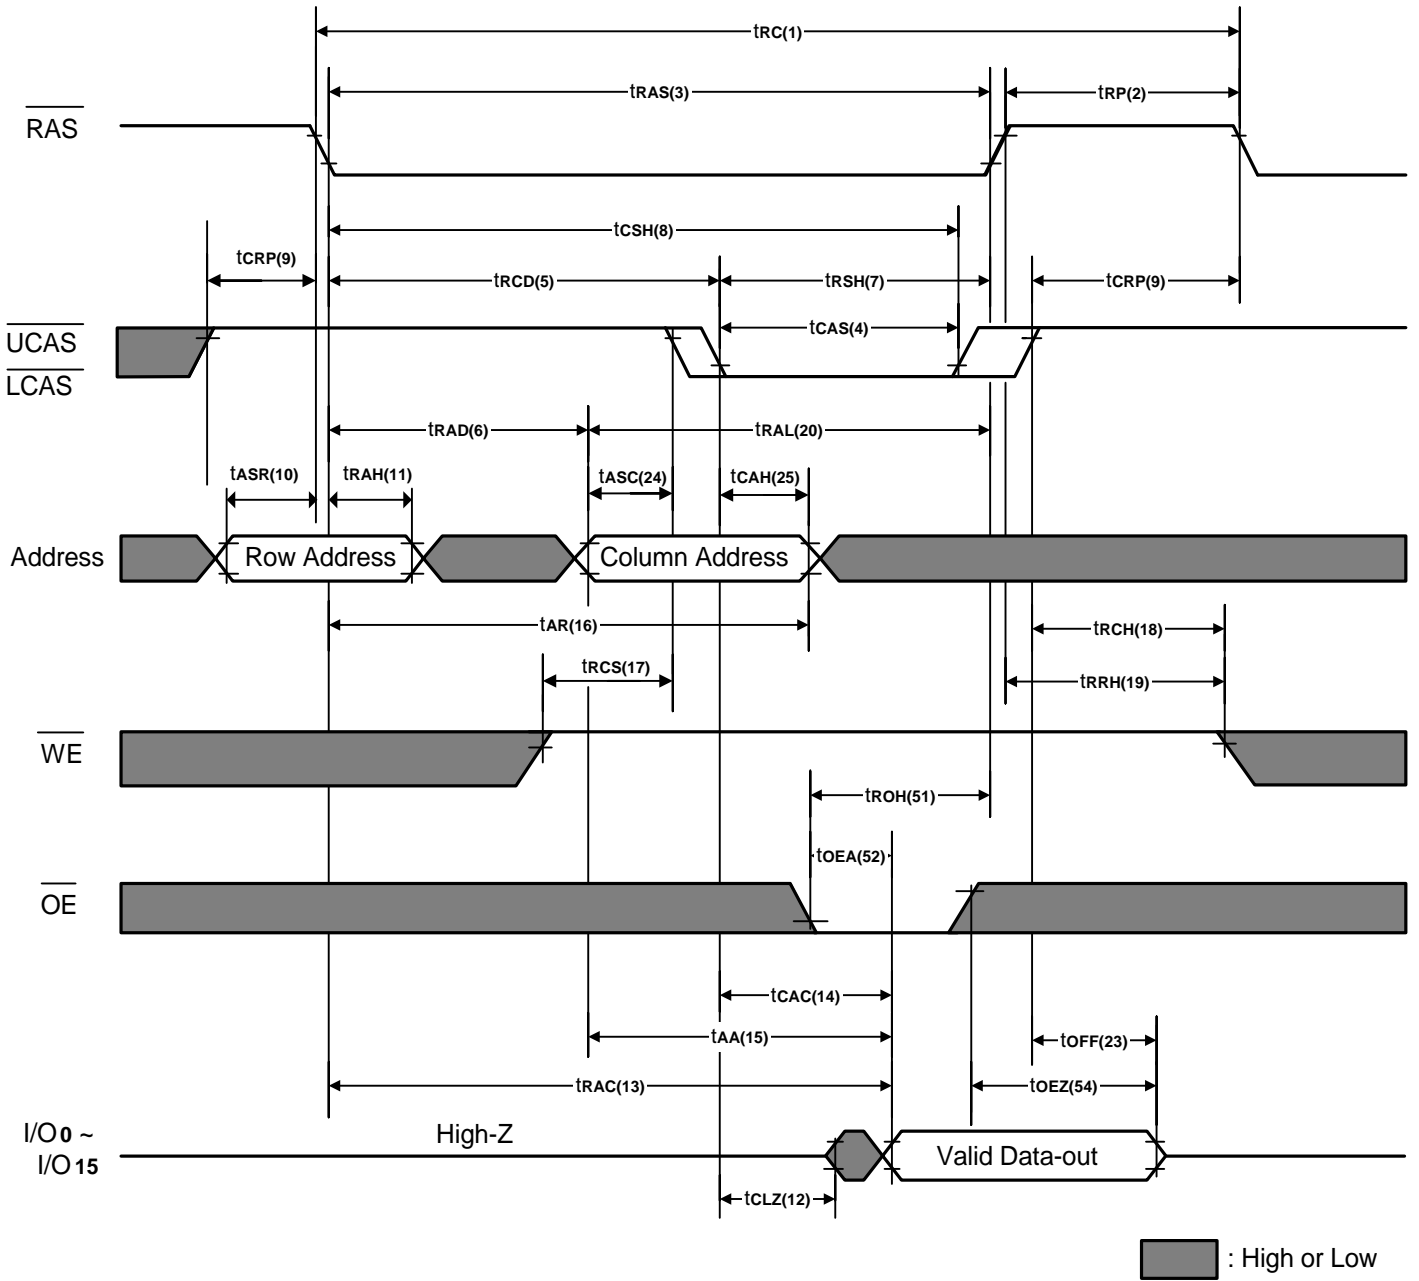 tRC(1)
tRAS(3)
tRP(2)
RAS
tCSH(8)
tCRP(9)
tRCD(5)
tRSH(7)
tCRP(9)
UCAS
LCAS
tCAS(4)
tRAD(6)
tRAL(20)
tASR(10)
tRAH(11)
tASC(24)
tCAH(25)
Address
Row Address
Column Address
tAR(16)
tRCH(18)
tRCS(17)
tRRH(19)
WE
tROH(51)
tOEA(52)
OE
tCAC(14)
tAA(15)
tOFF(23)
tRAC(13)
tOEZ(54)
I/O0 ~
I/O15
High-Z
Valid Data-out
tCLZ(12)
: High or Low